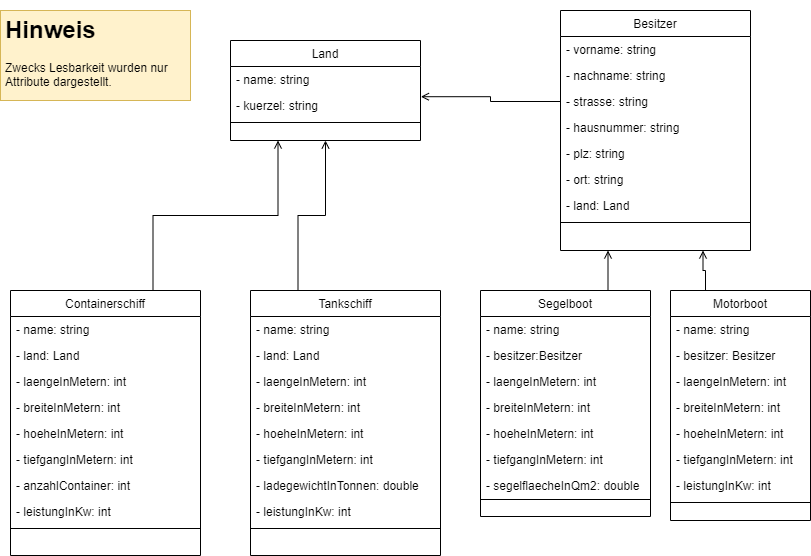 Hinweis
Zwecks Lesbarkeit wurden nur
Attribute dargestellt.
Land
- name: string
- kuerzel: string
Besitzer
- vorname: string
- nachname: string
- strasse: string
- hausnummer: string
- plz: string
- ort: string
- land: Land
Containerschiff
- name: string
- land: Land
- laengeInMetern: int
- breiteInMetern: int
- hoeheInMetern: int
- tiefgangInMetern: int
- anzahlContainer: int
- leistungInKw: int
Tankschiff
- name: string
- land: Land
- laengeInMetern: int
- breiteInMetern: int
- hoeheInMetern: int
- tiefgangInMetern: int
- ladegewichtInTonnen: double
- leistungInKw: int
Segelboot
- name: string
- besitzer:Besitzer
- laengeInMetern: int
- breiteInMetern: int
- hoeheInMetern: int
- tiefgangInMetern: int
- segelflaecheInQm2: double
Motorboot
- name: string
- besitzer: Besitzer
- laengeInMetern: int
- breiteInMetern: int
- hoeheInMetern: int
- tiefgangInMetern: int
- leistungInKw: int